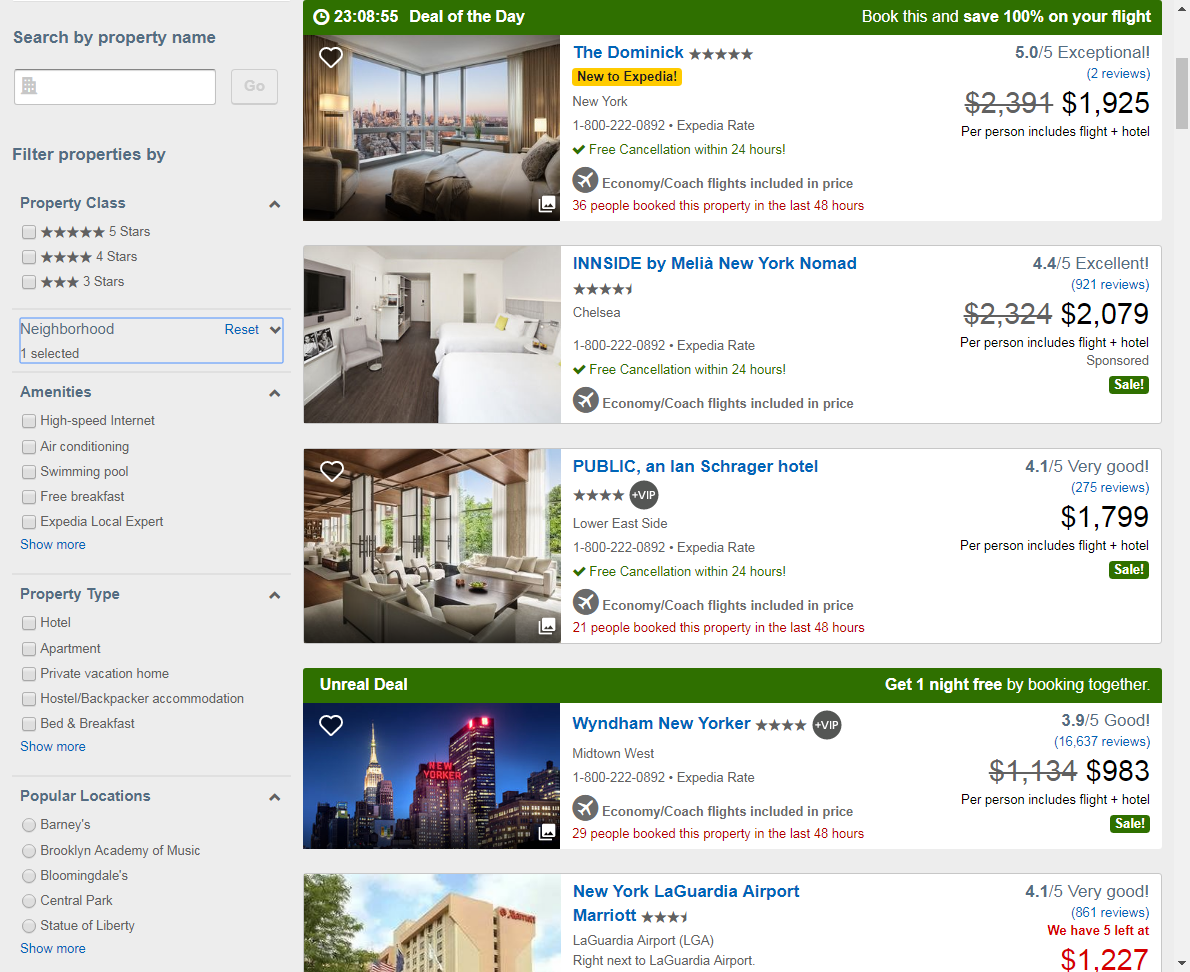 Search by property name
Go
Filter properties by
Property Class
5 Stars
4 Stars
3 Stars
Neighborhood Reset
1 selected
Amenities
High-speed Internet
Air conditioning
Swimming pool
Free breakfast
Expedia Local Expert
Show more
Property Type
Hotel
Apartment
Private vacation home
Hostel/Backpacker accommodation
Bed & Breakfast
Show more
Popular Locations
Barney's
Brooklyn Academy of Music
Bloomingdale's
Central Park
Statue of Liberty
Show more
23:08:55 Deal of the Day Book this and save 100% on your flight
The Dominick
New to Expedia!
New York
1-800-222-0892 • Expedia Rate
Free Cancellation within 24 hours!
Economy/Coach flights included in price
36 people booked this property in the last 48 hours
5.0/5 Exceptional!
(2 reviews)
$2,391 $1,925
Per person includes flight + hotel
INNSIDE by Melià New York Nomad
Chelsea
1-800-222-0892 • Expedia Rate
Free Cancellation within 24 hours!
Economy/Coach flights included in price
4.4/5 Excellent!
(921 reviews)
$2,324 $2,079
Per person includes flight + hotel
Sponsored
Sale!
PUBLIC, an Ian Schrager hotel
+VIP
Lower East Side
1-800-222-0892 • Expedia Rate
Free Cancellation within 24 hours!
Economy/Coach flights included in price
21 people booked this property in the last 48 hours
4.1/5 Very good!
(275 reviews)
$1,799
Per person includes flight + hotel
Sale!
Unreal Deal Get 1 night free by booking together.
NEW
YORKER
Wyndham New Yorker +VIP
Midtown West
1-800-222-0892 • Expedia Rate
Economy/Coach flights included in price
29 people booked this property in the last 48 hours
3.9/5 Good!
(16,637 reviews)
$1,134 $983
Per person includes flight + hotel
Sale!
Marriott
New York LaGuardia Airport
Marriott
LaGuardia Airport (LGA)
Right next to LaGuardia Airport.
4.1/5 Very good!
(861 reviews)
We have 5 left at
$1,227